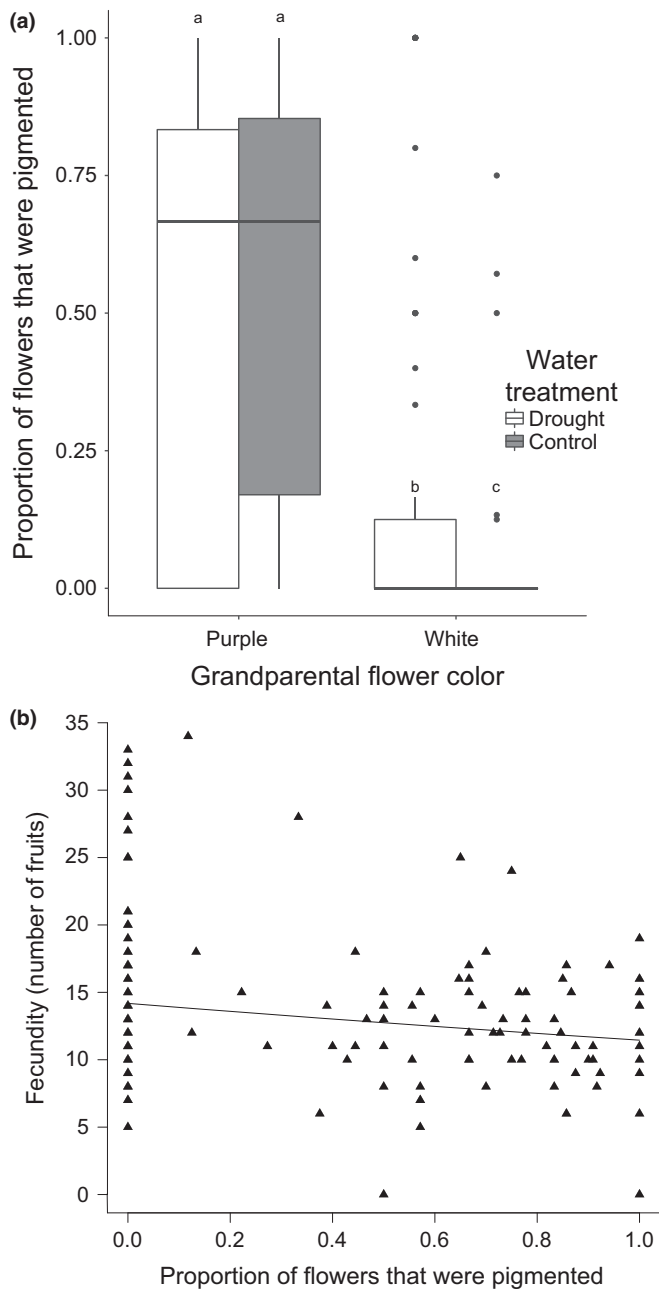 (a)
a a
1.00
0.75
0.50
0.25
0.00
Proportion of flowers that were pigmented
b c
Water
treatment
Drought
Control
Purple White
Grandparental flower color
(b)
35
30
25
20
15
10
5
0
Fecundity (number of fruits)
0.0 0.2 0.4 0.6 0.8 1.0
Proportion of flowers that were pigmented